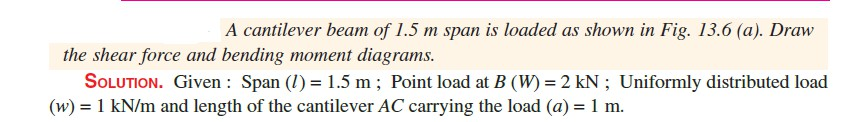 A cantilever beam of 1.5 m span is loaded as shown in Fig. 13.6 (a). Draw
the shear force and bending moment diagrams.
SOLUTION. Given : Span (l) = 1.5 m ; Point load at B (W) = 2 kN ; Uniformly distributed load
(w) = 1 kN/m and length of the cantilever AC carrying the load (a) = 1 m.